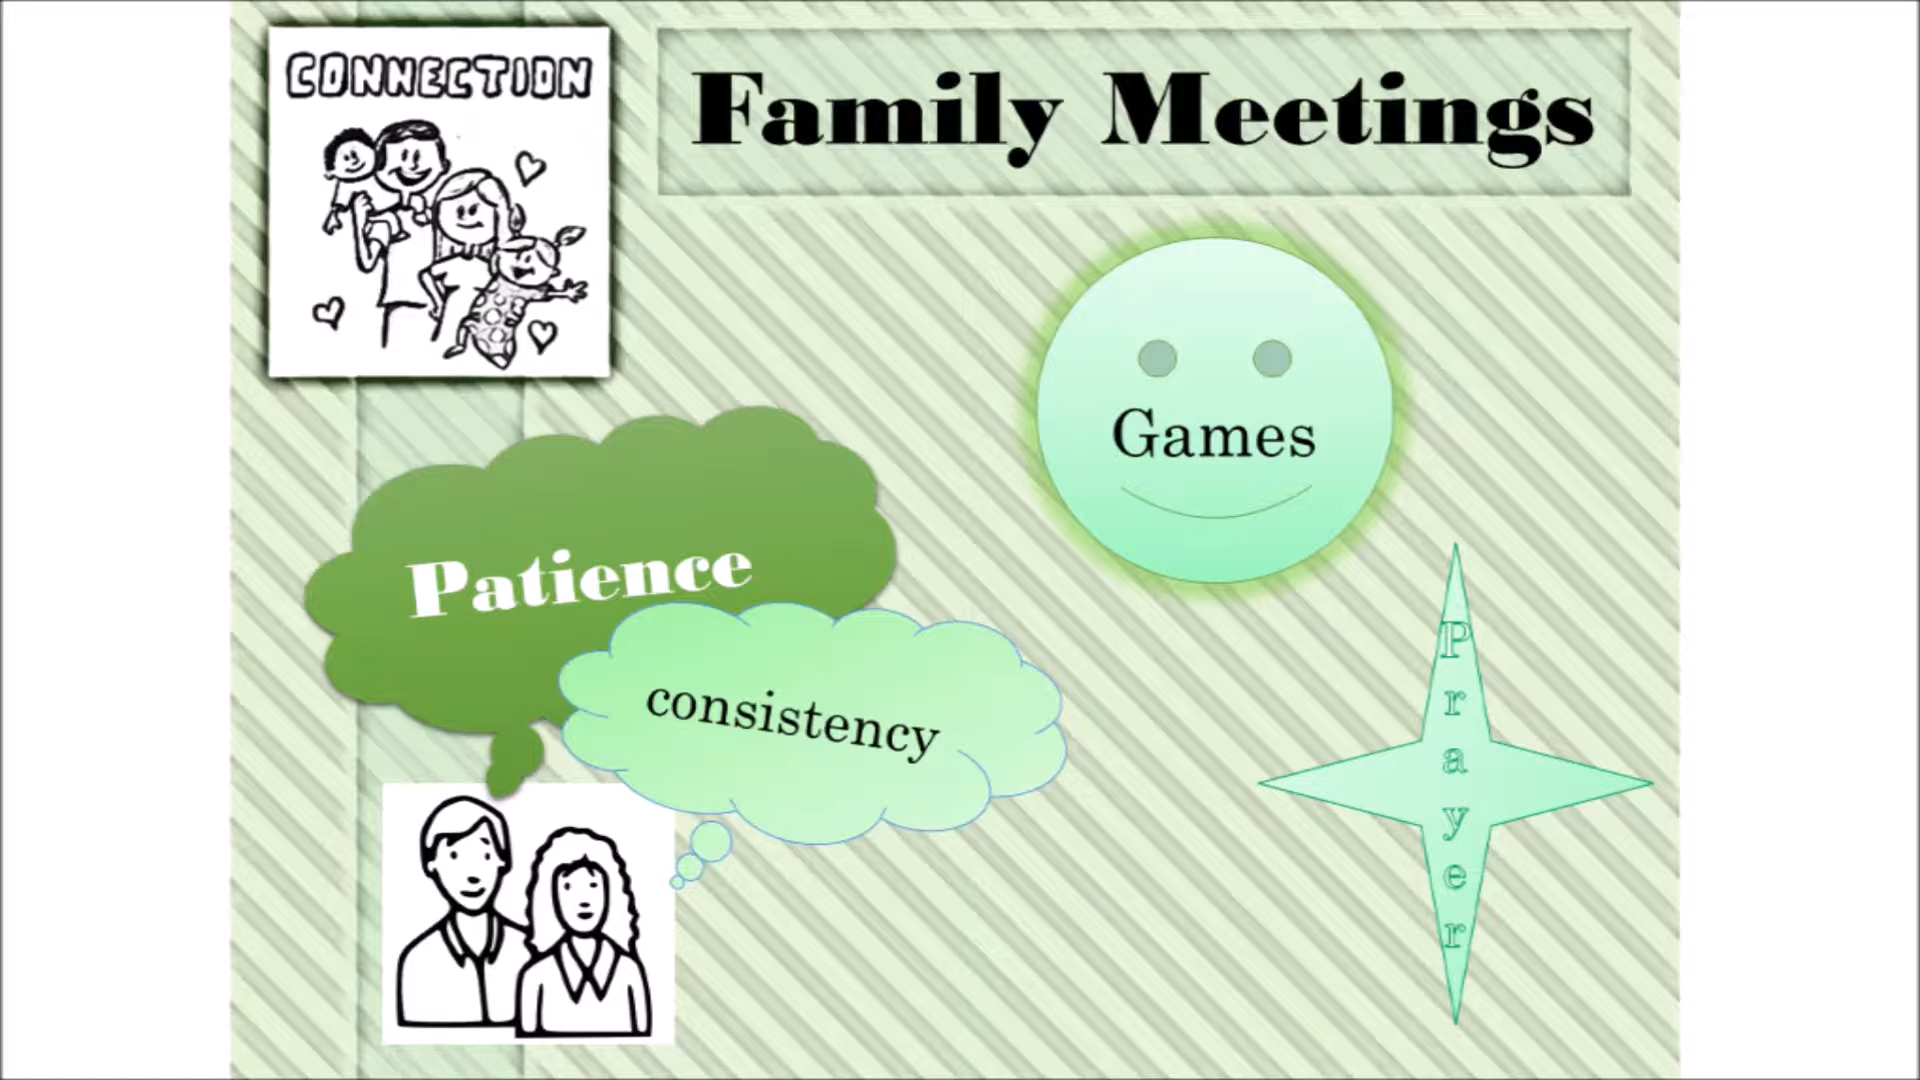 CONNECTION
Family Meetings
Games
Patience
consistency
Prayer